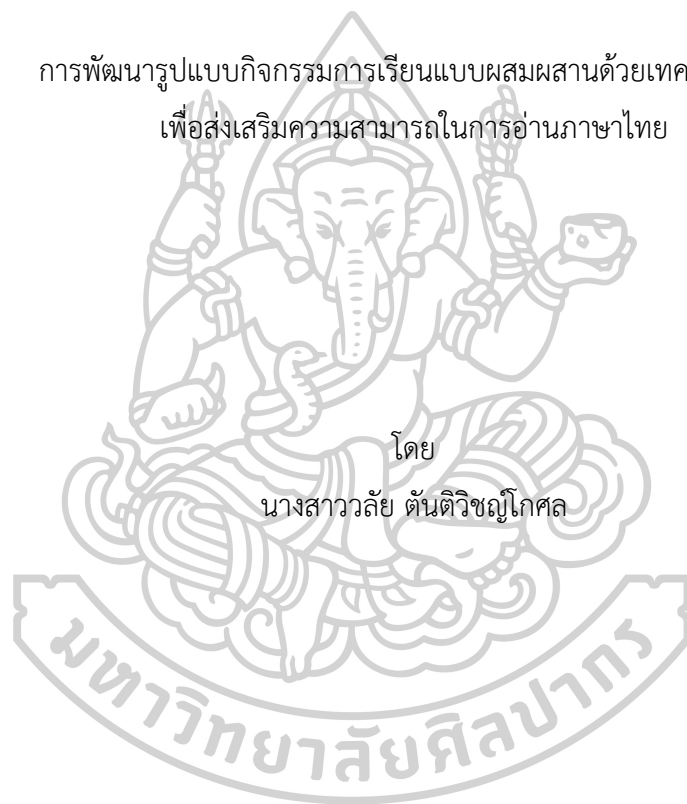 การพัฒนารูปแบบกิจกรรมการเรียนแบบผสมผสานด้วยเทค
เพื่อส่งเสริมความสามารถในการอ่านภาษาไทย
โดย
นางสาววลัย ตันติวิชญ์โกศล
มหาวิทยาลัยศิลปากร